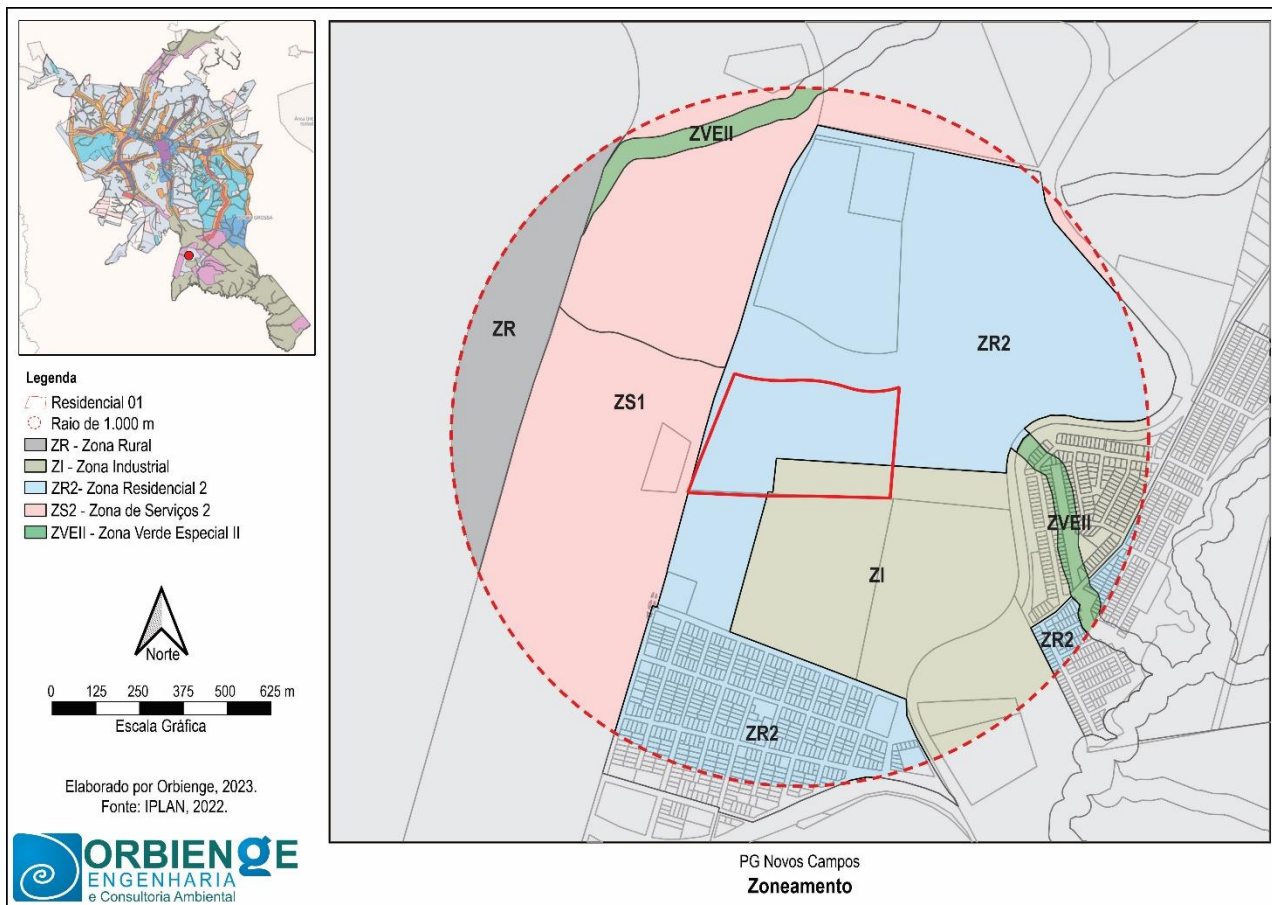 Legenda
Residencial 01
Raio de 1.000 m
ZR - Zona Rural
ZI - Zona Industrial
ZR2- Zona Residencial 2
ZS2 - Zona de Serviços 2
ZVEII - Zona Verde Especial II
Norte
0 125 250 375 500 625 m
Escala Gráfica
Elaborado por Orbienge, 2023.
Fonte: IPLAN, 2022.
ORBIENGE
ENGENHARIA
e Consultoria Ambiental
ZVEII
ZR
ZR2
ZS1
ZVEII
ZI
ZR2
ZR2
PG Novos Campos
Zoneamento